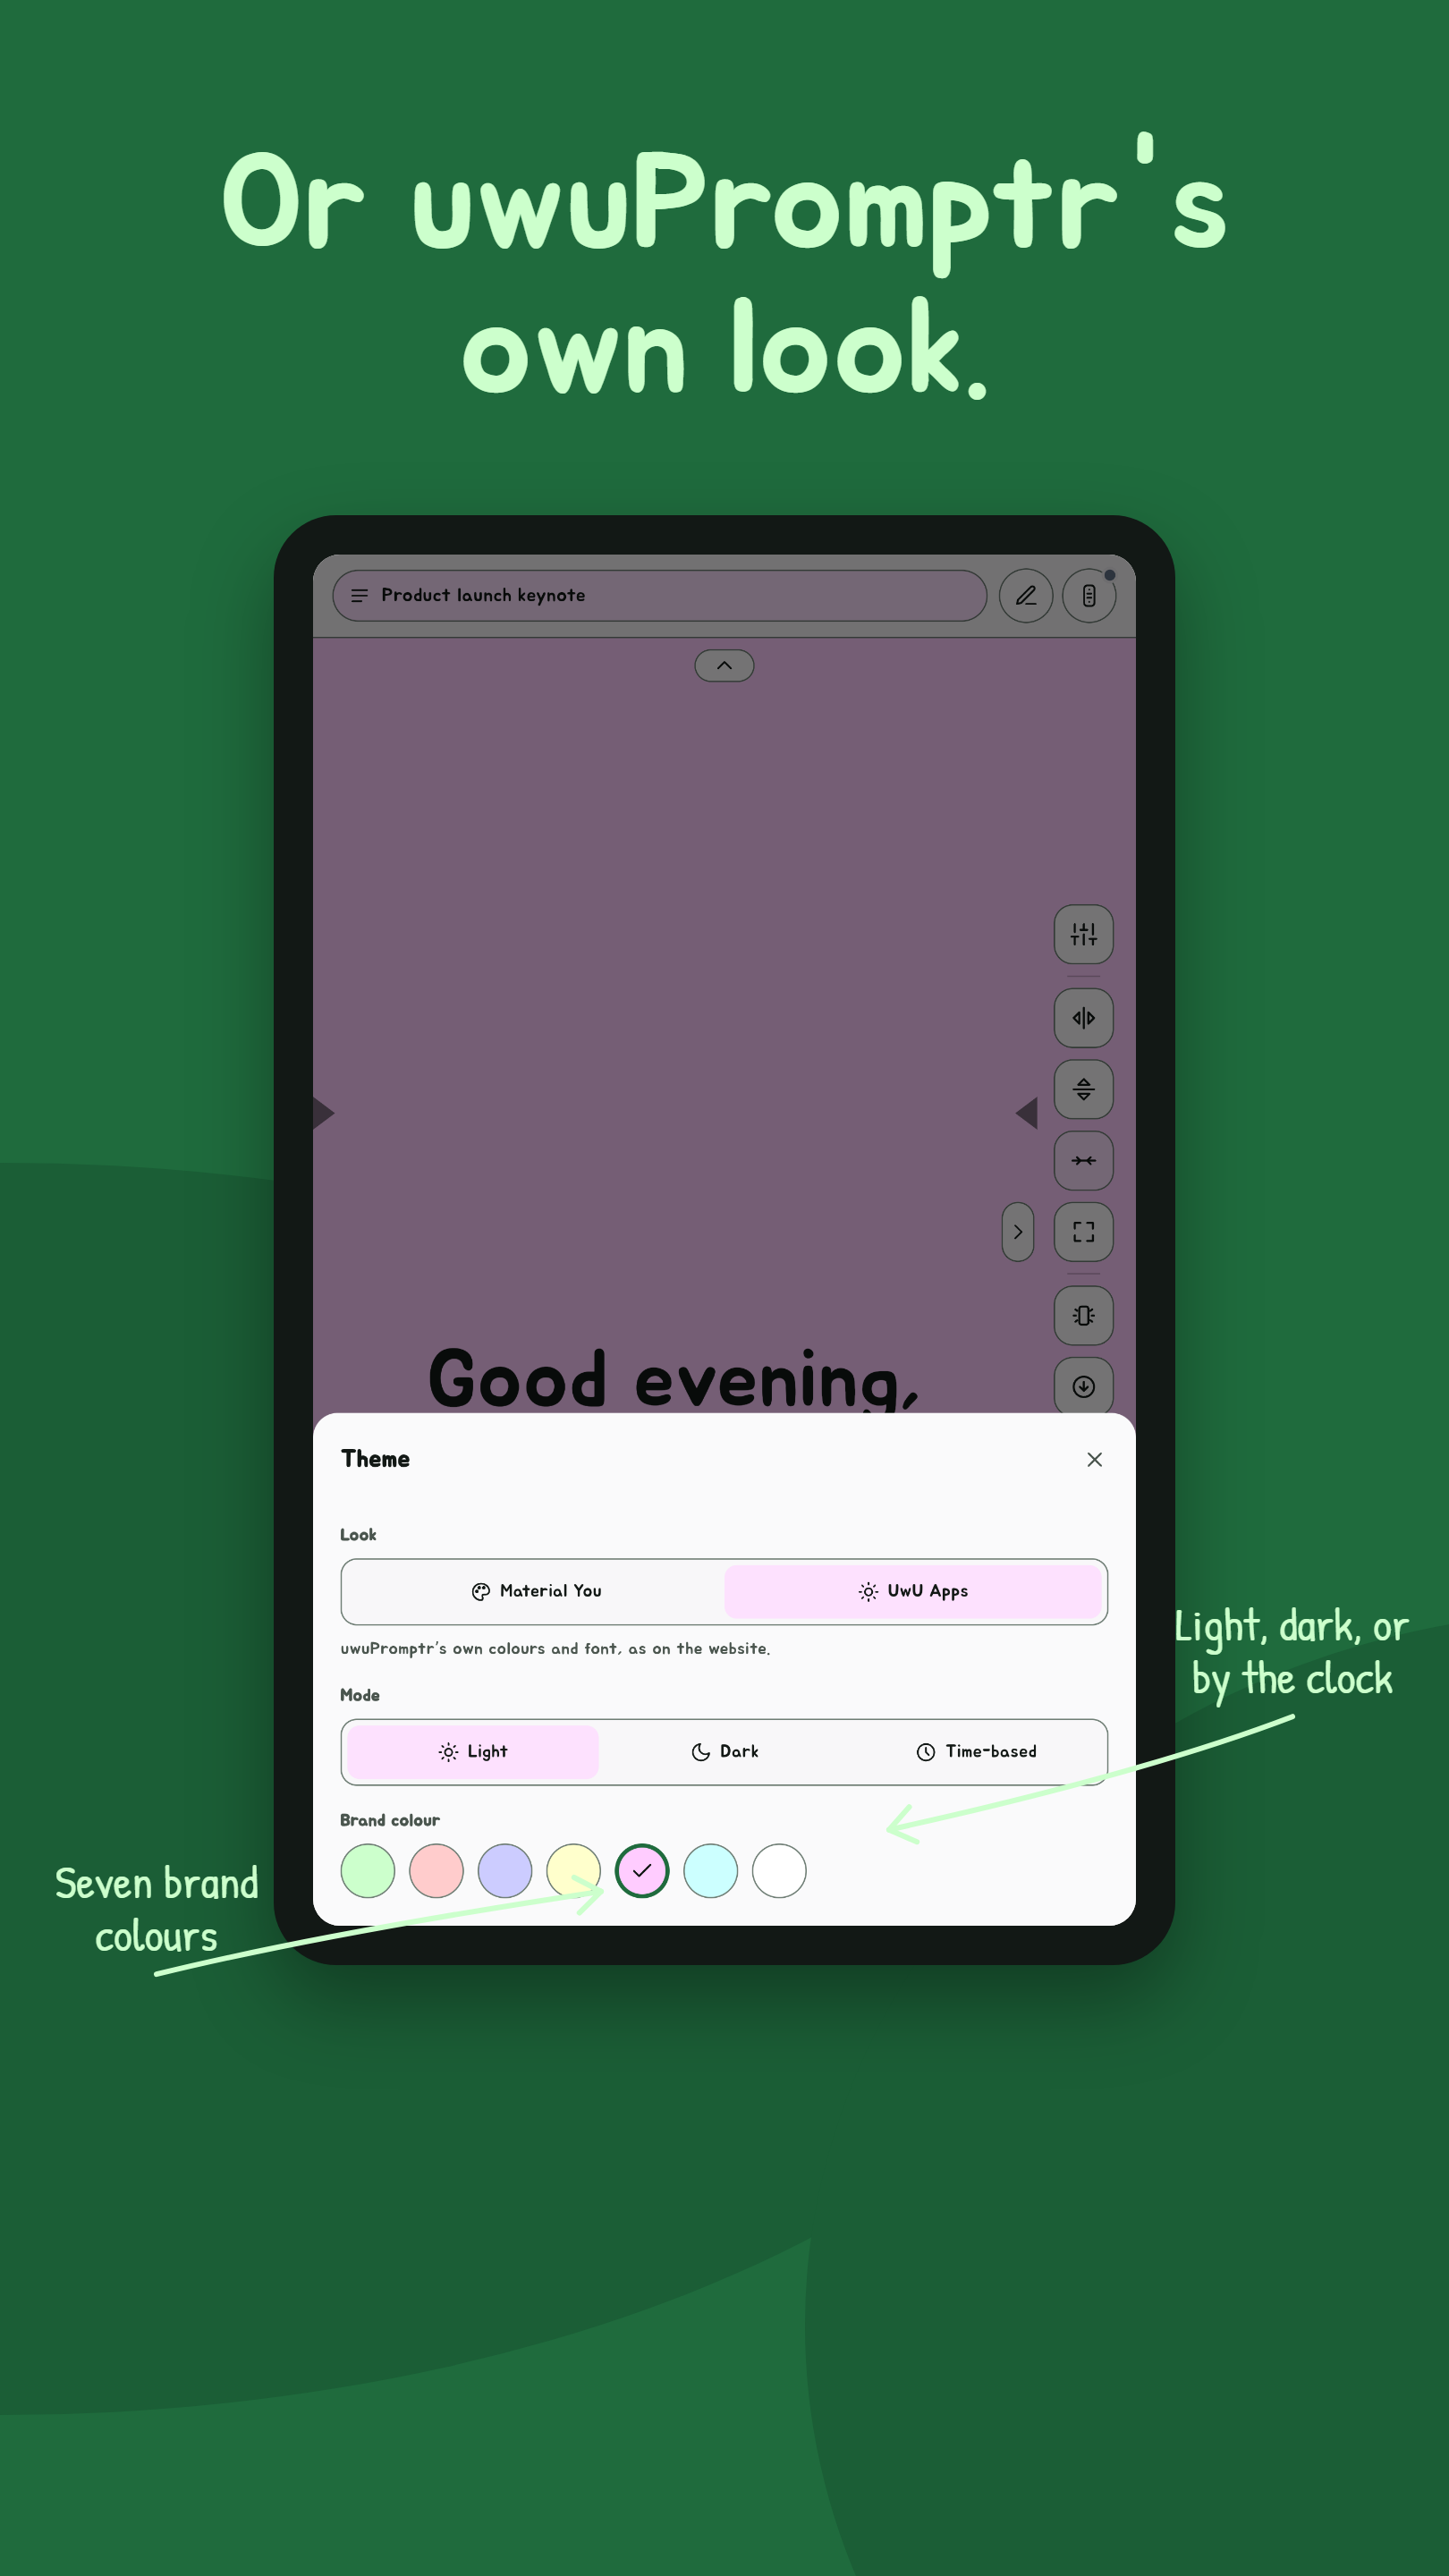 Or uwuPromptr's
own look.
Product launch keynote
Good evening,
Theme
Look
Material You
UwU Apps
uwuPromptr's own colours and font, as on the website.
Mode
Light
Dark
Time-based
Brand colour
Light, dark, or
by the clock
Seven brand
colours